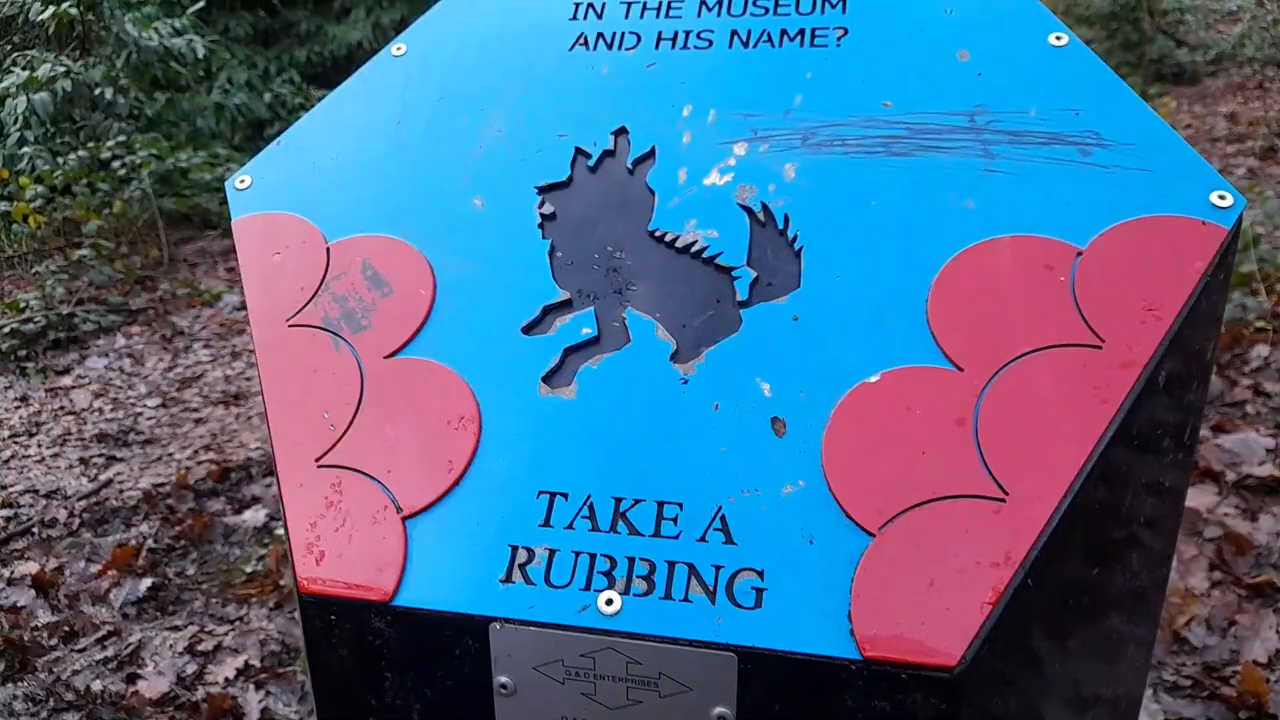 IN THE MUSEUM
AND HIS NAME?
TAKE A
RUBBING
G & D ENTERPRISES